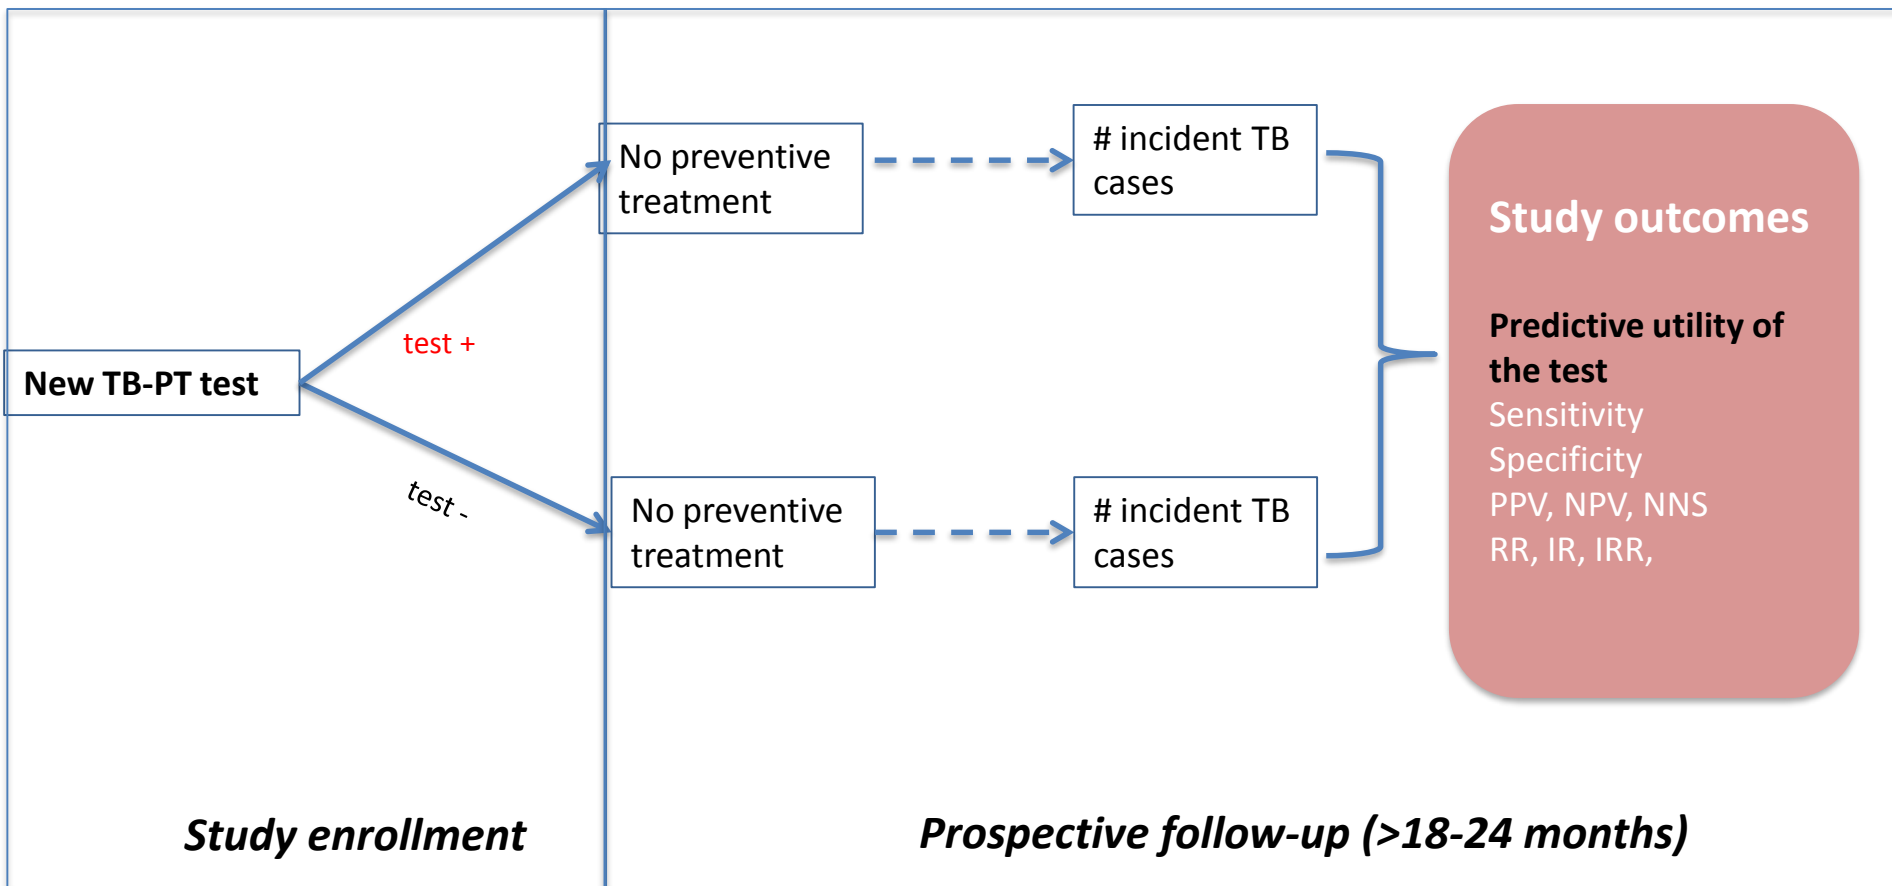 New TB-PT test
test +
test -
No preventive
treatment
# incident TB
cases
No preventive
treatment
# incident TB
cases
Study outcomes
Predictive utility of
the test
Sensitivity
Specificity
PPV, NPV, NNS
RR, IR, IRR,
Study enrollment
Prospective follow-up (>18-24 months)